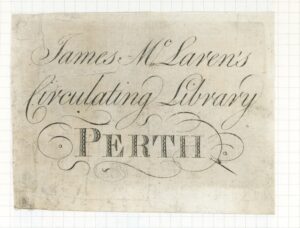 James McLaren's
Circulating Library
PERTH